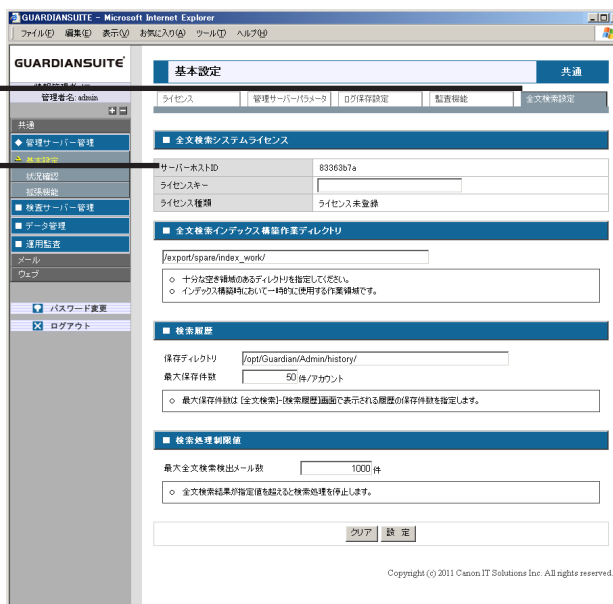 GUARDIANSUITE - Microsoft Internet Explorer
ファイル(F) 編集(E) 表示(V) お気に入り(A) ツール(T) ヘルプ(H)
GUARDIANSUITE
管理者名: admin
共通
◆ 管理サーバー管理
基本設定
状況確認
拡張機能
■ 検査サーバー管理
■ データ管理
■ 運用監査
メール
ウェブ
パスワード変更
ログアウト
基本設定 共通
ライセンス 管理サーバーパラメータ ログ保存設定 監査機能 全文検索設定
■ 全文検索システムライセンス
サーバーホストID 83363b7a
ライセンスキー
ライセンス種類 ライセンス未登録
■ 全文検索インデックス構築作業ディレクトリ
/export/spare/index_work/
○ 十分な空き領域のあるディレクトリを指定してください。
○ インデックス構築時において一時的に使用する作業領域です。
■ 検索履歴
保存ディレクトリ /opt/Guardian/Admin/history/
最大保存件数 50 件/アカウント
○ 最大保存件数は [全文検索]-[検索履歴]画面で表示される履歴の保存件数を指定します。
■ 検索処理制限値
最大全文検索検出メール数 1000 件
○ 全文検索結果が指定値を超えると検索処理を停止します。
クリア 設 定
Copyright (c) 2011 Canon IT Solutions Inc. All rights reserved.